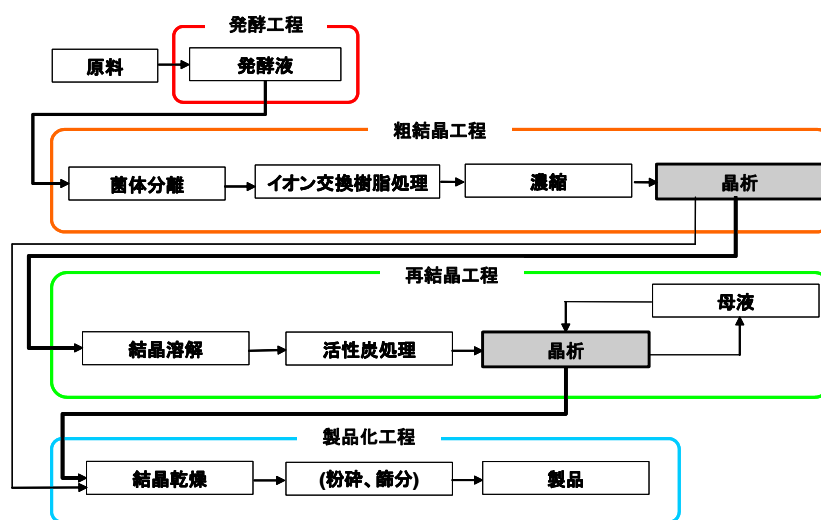 発酵工程
原料
発酵液
粗結晶工程
菌体分離
イオン交換樹脂処理
濃縮
晶析
再結晶工程
母液
結晶溶解
活性炭処理
晶析
製品化工程
結晶乾燥
(粉砕、篩分)
製品